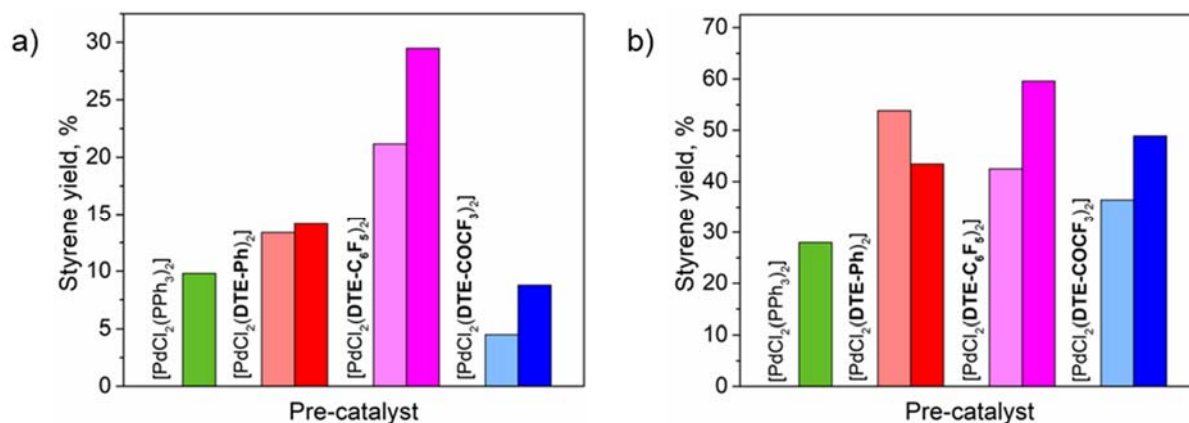 a)
Styrene yield, %
30
25
20
15
10
5
0
[PdCl₂(PPh₃)₂]
[PdCl₂(DTE-Ph)₂]
[PdCl₂(DTE-C₆F₅)₂]
[PdCl₂(DTE-COCF₃)₂]
Pre-catalyst
b)
Styrene yield, %
70
60
50
40
30
20
10
0
[PdCl₂(PPh₃)₂]
[PdCl₂(DTE-Ph)₂]
[PdCl₂(DTE-C₆F₅)₂]
[PdCl₂(DTE-COCF₃)₂]
Pre-catalyst